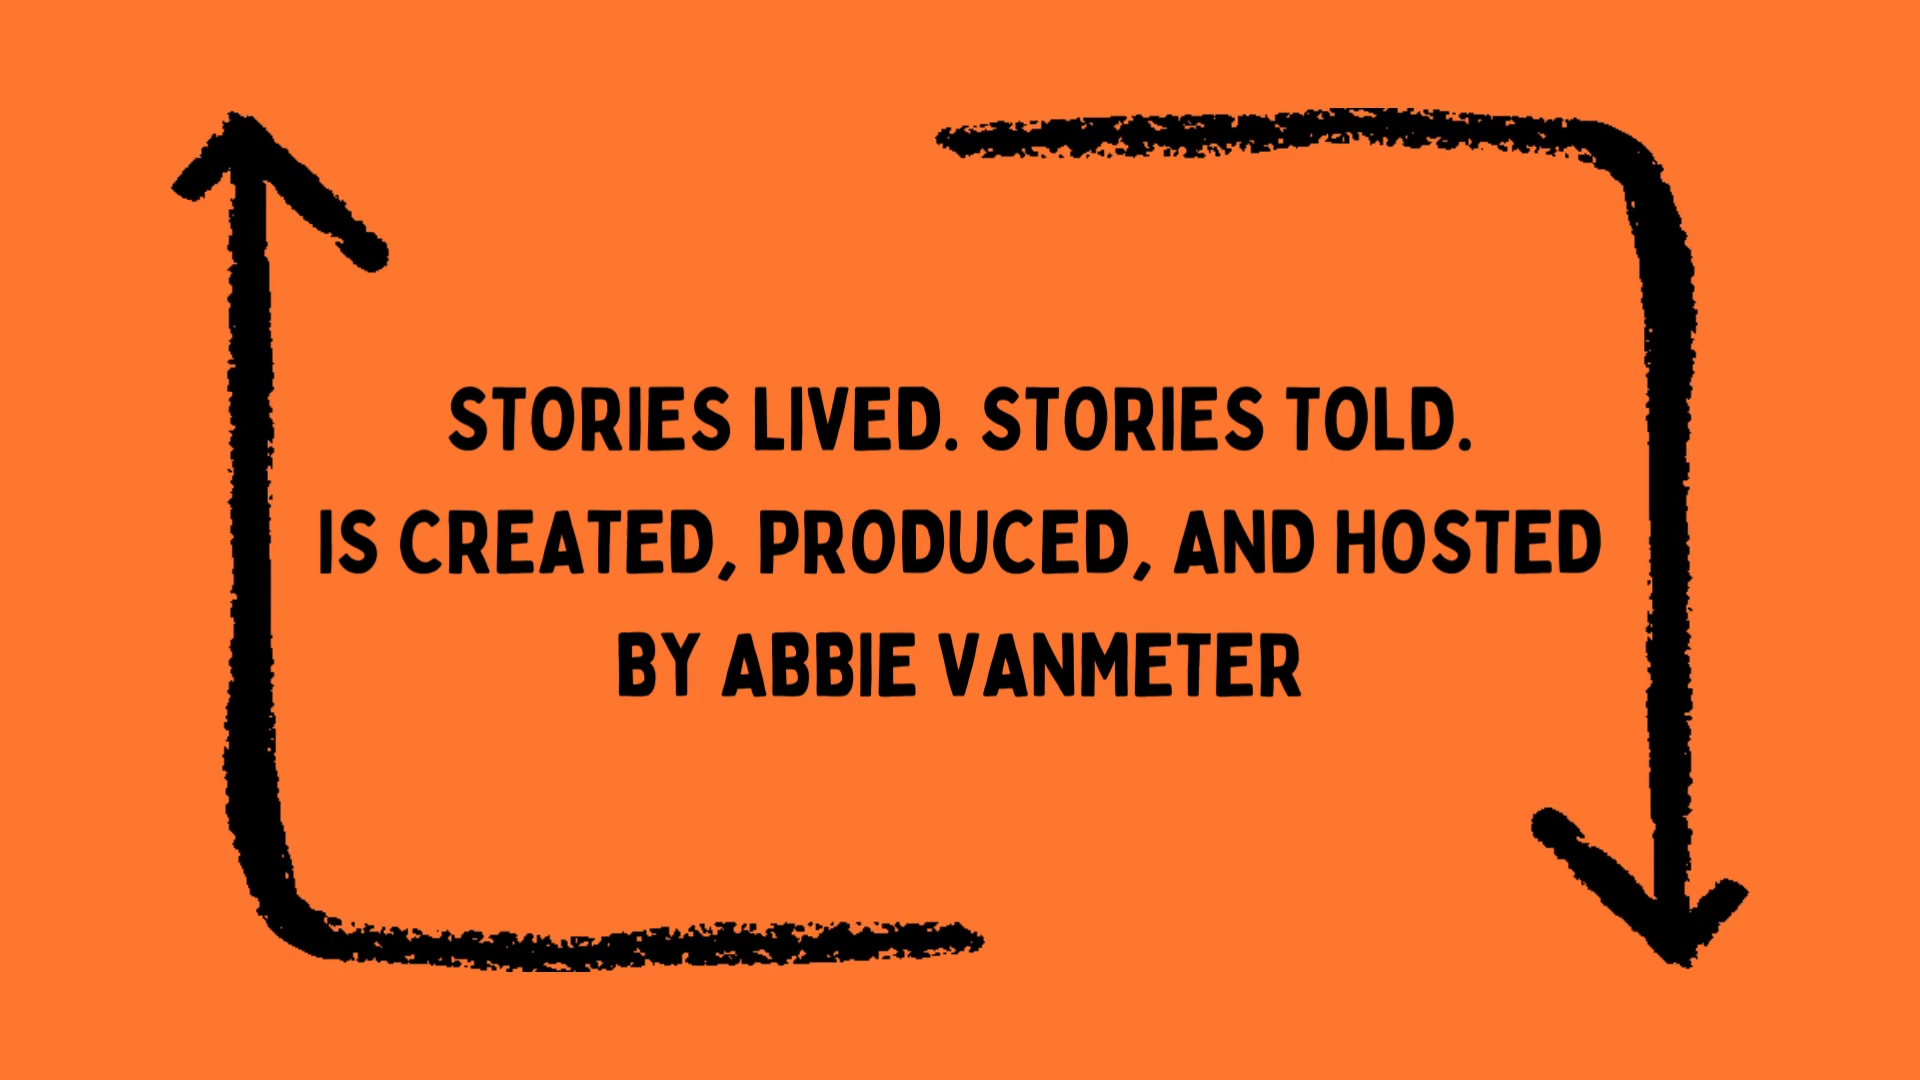 STORIES LIVED. STORIES TOLD.
IS CREATED, PRODUCED, AND HOSTED
BY ABBIE VANMETER